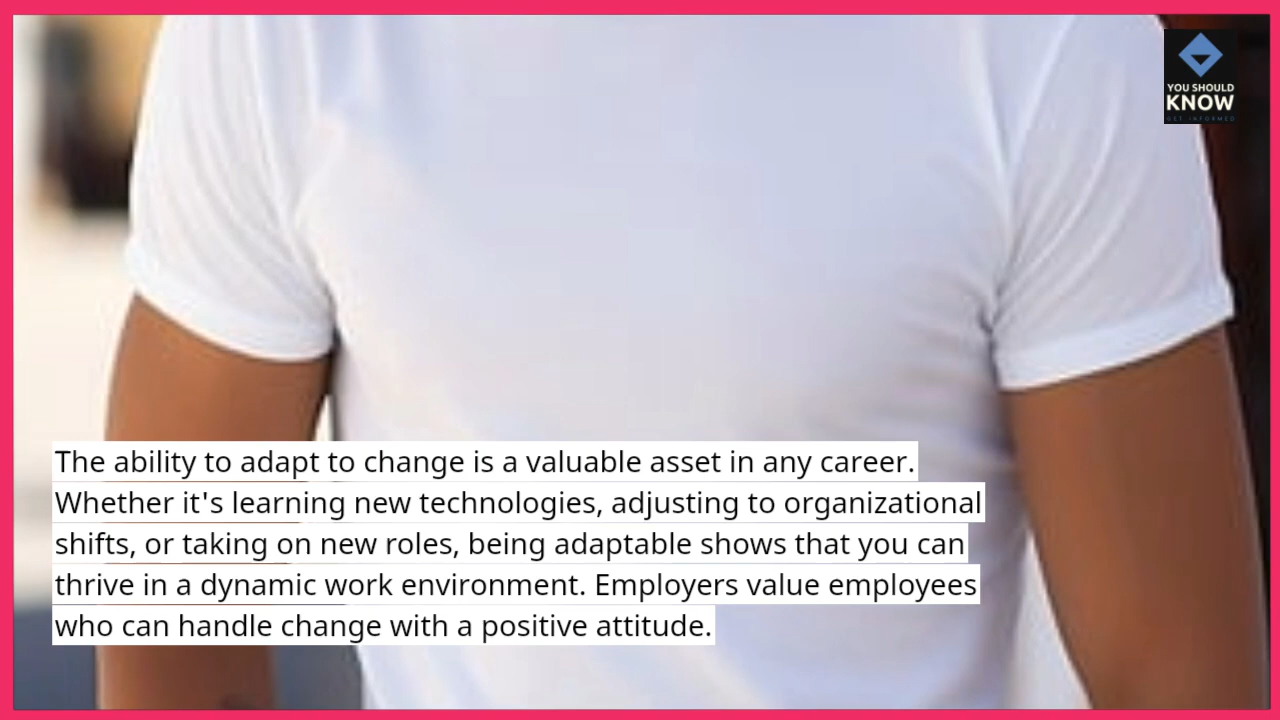 YOU SHOULD
KNOW
GET INFORMED
The ability to adapt to change is a valuable asset in any career.
Whether it's learning new technologies, adjusting to organizational
shifts, or taking on new roles, being adaptable shows that you can
thrive in a dynamic work environment. Employers value employees
who can handle change with a positive attitude.